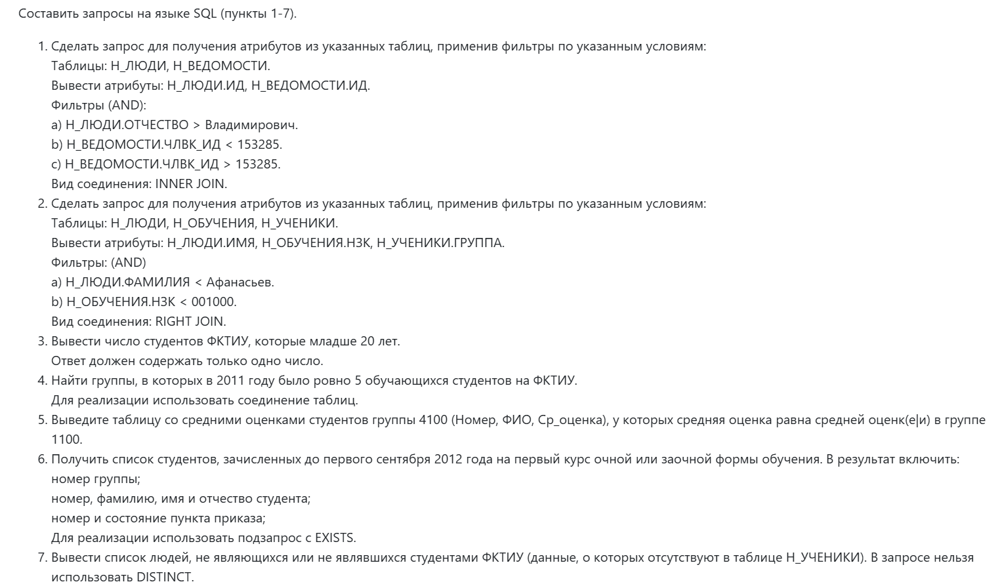 Составить запросы на языке SQL (пункты 1-7).
1. Сделать запрос для получения атрибутов из указанных таблиц, применив фильтры по указанным условиям:
Таблицы: Н_ЛЮДИ, Н_ВЕДОМОСТИ.
Вывести атрибуты: Н_ЛЮДИ.ИД, Н_ВЕДОМОСТИ.ИД.
Фильтры (AND):
a) Н_ЛЮДИ.ОТЧЕСТВО > Владимирович.
b) Н_ВЕДОМОСТИ.ЧЛВК_ИД < 153285.
c) Н_ВЕДОМОСТИ.ЧЛВК_ИД > 153285.
Вид соединения: INNER JOIN.
2. Сделать запрос для получения атрибутов из указанных таблиц, применив фильтры по указанным условиям:
Таблицы: Н_ЛЮДИ, Н_ОБУЧЕНИЯ, Н_УЧЕНИКИ.
Вывести атрибуты: Н_ЛЮДИ.ИМЯ, Н_ОБУЧЕНИЯ.НЗК, Н_УЧЕНИКИ.ГРУППА.
Фильтры: (AND)
a) Н_ЛЮДИ.ФАМИЛИЯ < Афанасьев.
b) Н_ОБУЧЕНИЯ.НЗК < 001000.
Вид соединения: RIGHT JOIN.
3. Вывести число студентов ФКТИУ, которые младше 20 лет.
Ответ должен содержать только одно число.
4. Найти группы, в которых в 2011 году было ровно 5 обучающихся студентов на ФКТИУ.
Для реализации использовать соединение таблиц.
5. Выведите таблицу со средними оценками студентов группы 4100 (Номер, ФИО, Ср_оценка), у которых средняя оценка равна средней оценк(е|и) в группе
1100.
6. Получить список студентов, зачисленных до первого сентября 2012 года на первый курс очной или заочной формы обучения. В результат включить:
номер группы;
номер, фамилию, имя и отчество студента;
номер и состояние пункта приказа;
Для реализации использовать подзапрос с EXISTS.
7. Вывести список людей, не являющихся или не являвшихся студентами ФКТИУ (данные, о которых отсутствуют в таблице Н_УЧЕНИКИ). В запросе нельзя
использовать DISTINCT.